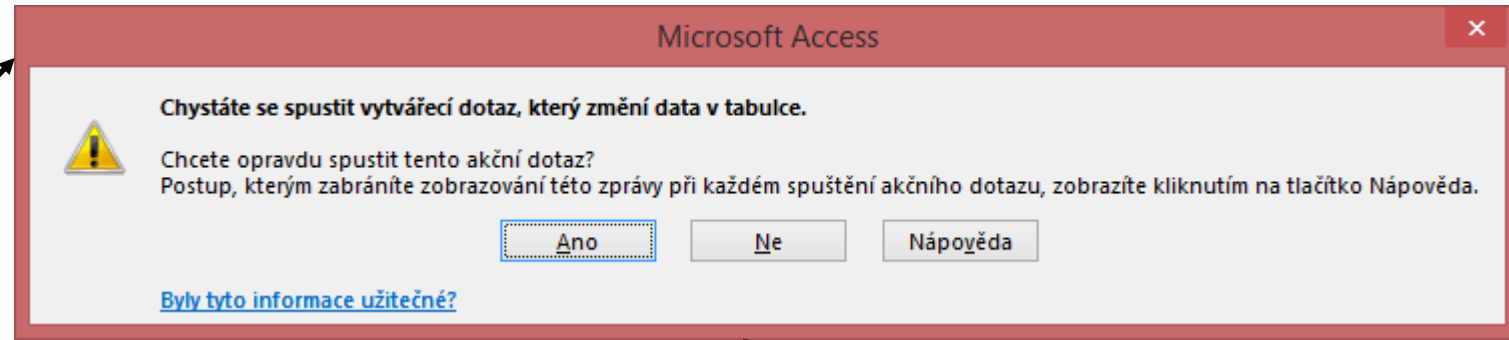 Microsoft Access
Chystáte se spustit vytvářecí dotaz, který změní data v tabulce.
Chcete opravdu spustit tento akční dotaz?
Postup, kterým zabráníte zobrazování této zprávy při každém spuštění akčního dotazu, zobrazíte kliknutím na tlačítko Nápověda.
Ano Ne Nápověda
Byly tyto informace užitečné?